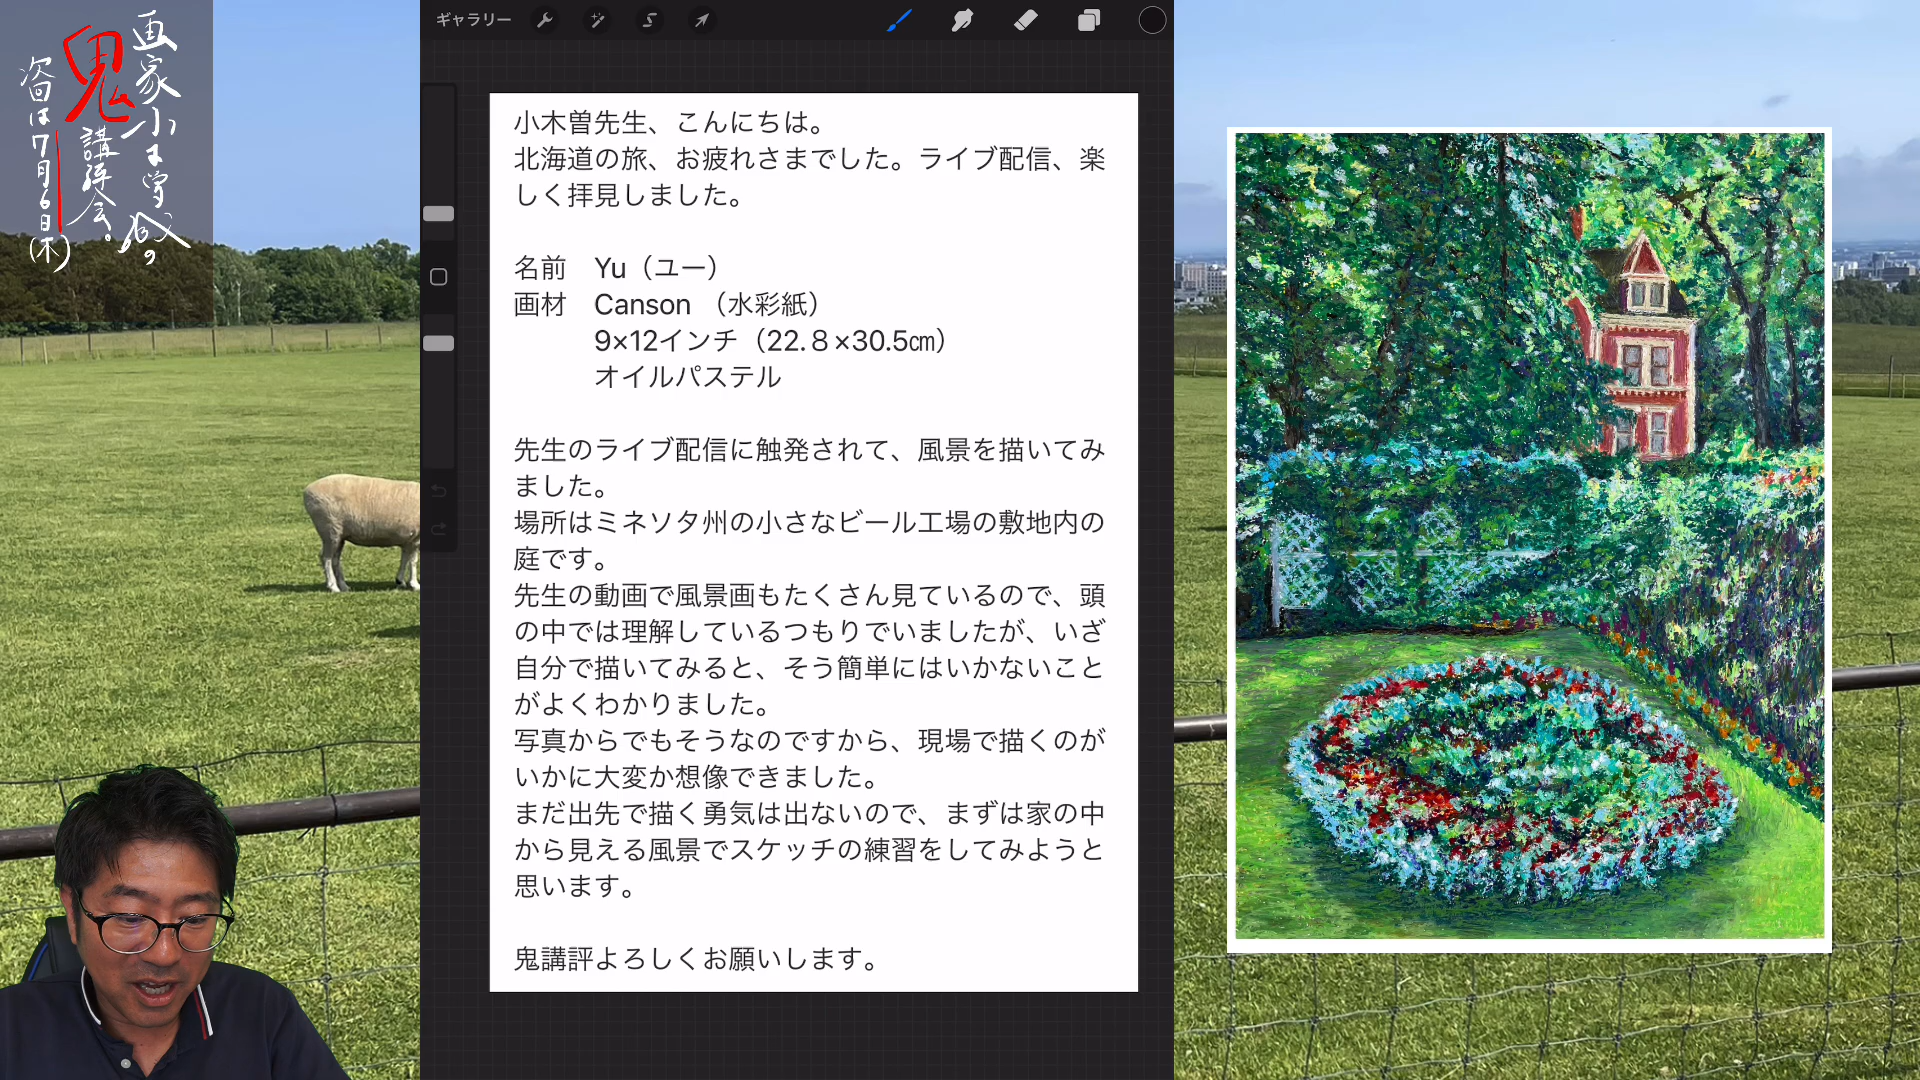 画家小木曽誠の
鬼講評会。
次回は7月6日(木)
ギャラリー
小木曽先生、こんにちは。
北海道の旅、お疲れさまでした。ライブ配信、楽
しく拝見しました。
名前　Yu（ユー）
画材　Canson （水彩紙）
9×12インチ（22.８×30.5㎝）
オイルパステル
先生のライブ配信に触発されて、風景を描いてみ
ました。
場所はミネソタ州の小さなビール工場の敷地内の
庭です。
先生の動画で風景画もたくさん見ているので、頭
の中では理解しているつもりでいましたが、いざ
自分で描いてみると、そう簡単にはいかないこと
がよくわかりました。
写真からでもそうなのですから、現場で描くのが
いかに大変か想像できました。
まだ出先で描く勇気は出ないので、まずは家の中
から見える風景でスケッチの練習をしてみようと
思います。
鬼講評よろしくお願いします。